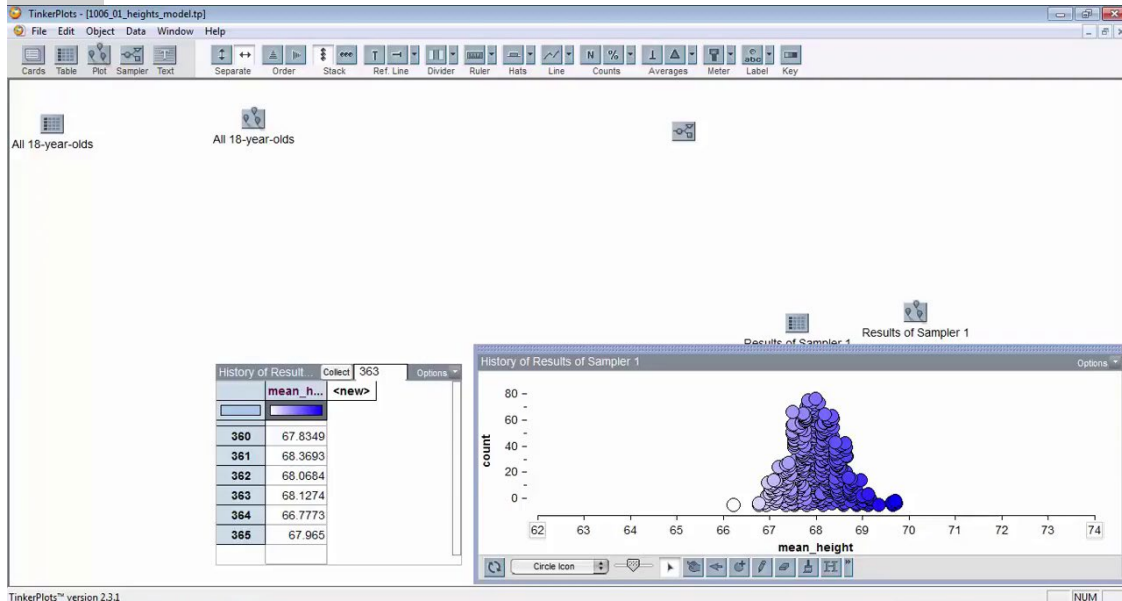 TinkerPlots - [1006_01_heights_model.tp]
File Edit Object Data Window Help
Cards Table Plot Sampler Text Separate Order Stack Ref. Line Divider Ruler Hats Line Counts Averages Meter Label Key
T N % abc
All 18-year-olds
All 18-year-olds
Results of Sampler 1
Results of Sampler 1
History of Result... Collect 363 Options
mean_h... <new>
360 67.8349
361 68.3693
362 68.0684
363 68.1274
364 66.7773
365 67.965
History of Results of Sampler 1 Options
80
60
40
20
0
count
62 63 64 65 66 67 68 69 70 71 72 73 74
mean_height
Circle Icon
TinkerPlots™ version 2.3.1 NUM